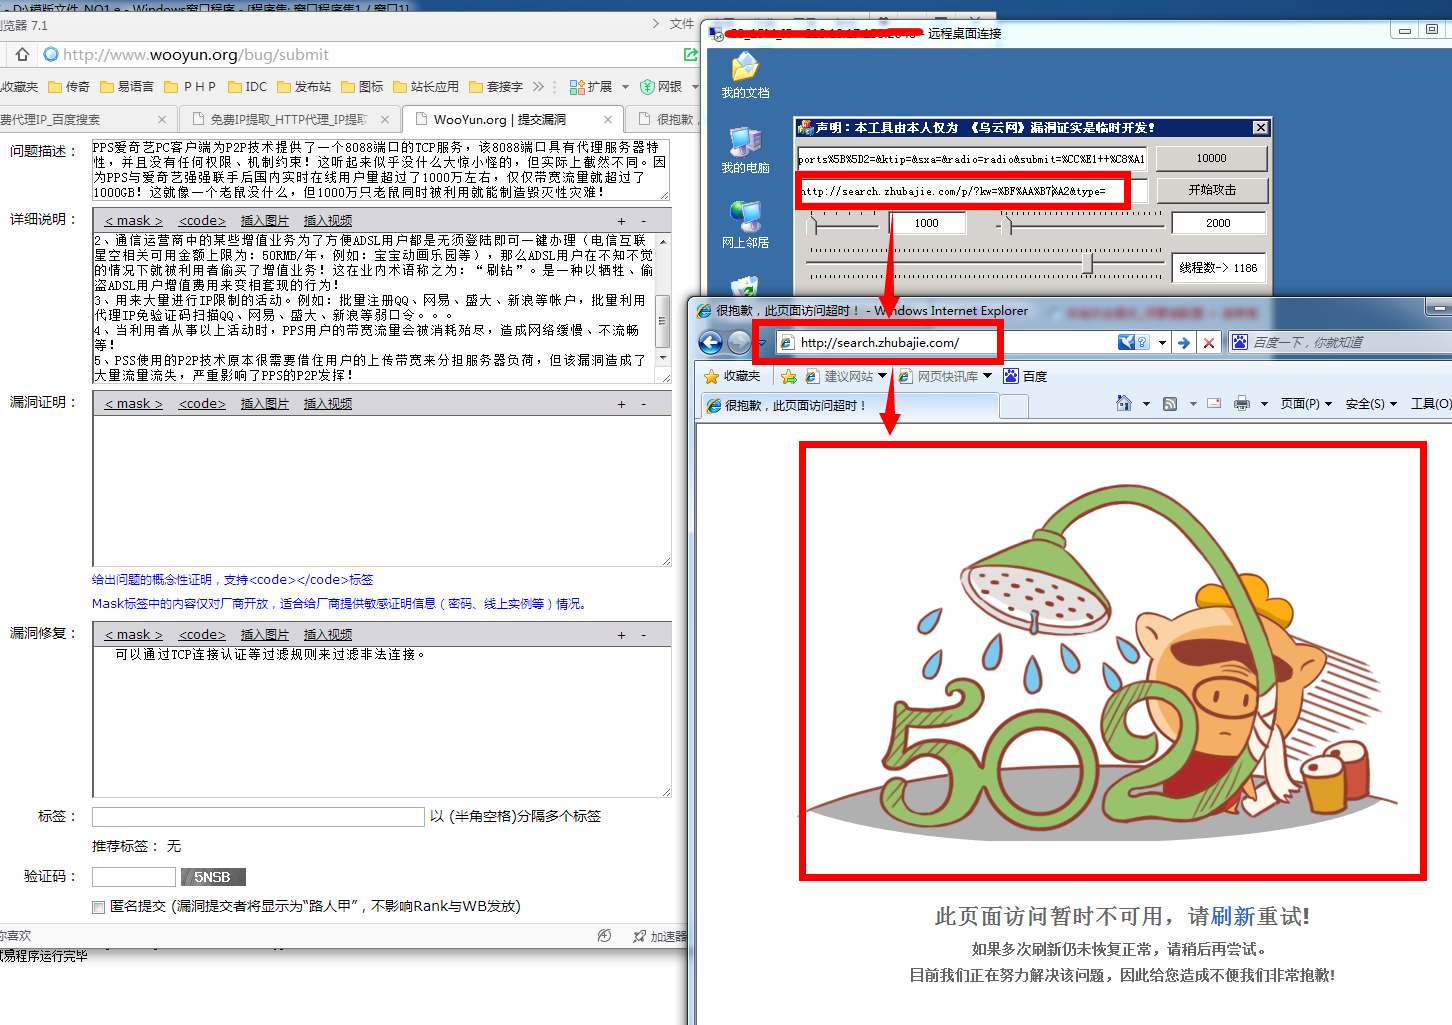 - D:\模版文件_NO1.e - Windows窗口程序 - [程序集: 窗口程序集1 / 窗口1]
浏览器 7.1
文件
http://www.wooyun.org/bug/submit
收藏夹 传奇 易语言 P H P IDC 发布站 图标 站长应用 套接字 扩展 网银
费代理IP_百度搜索
免费IP提取_HTTP代理_IP提取
WooYun.org | 提交漏洞
很抱歉，
问题描述：
PPS爱奇艺PC客户端为P2P技术提供了一个8088端口的TCP服务，该8088端口具有代理服务器特
性，并且没有任何权限、机制约束！这听起来似乎没什么大惊小怪的，但实际上截然不同。因
为PPS与爱奇艺强强联手后国内实时在线用户量超过了1000万左右，仅仅带宽流量就超过了
1000GB！这就像一个老鼠没什么，但1000万只老鼠同时被利用就能制造毁灭性灾难！
详细说明：
< mask > <code> 插入图片 插入视频 + -
2、通信运营商中的某些增值业务为了方便ADSL用户都是无须登陆即可一键办理（电信互联
星空相关可用金额上限为：50RMB/年，例如：宝宝动画乐园等），那么ADSL用户在不知不觉
的情况下就被利用者偷买了增值业务！这在业内术语称之为：“刷钻”。是一种以牺牲、偷
盗ADSL用户增值费用来变相套现的行为！
3、用来大量进行IP限制的活动。例如：批量注册QQ、网易、盛大、新浪等帐户，批量利用
代理IP免验证码扫描QQ、网易、盛大、新浪等弱口令。。。
4、当利用者从事以上活动时，PPS用户的带宽流量会被消耗殆尽，造成网络缓慢、不流畅
等！
5、PSS使用的P2P技术原本很需要借住用户的上传带宽来分担服务器负荷，但该漏洞造成了
大量流量流失，严重影响了PPS的P2P发挥！
漏洞证明：
< mask > <code> 插入图片 插入视频 + -
给出问题的概念性证明，支持<code></code>标签
Mask标签中的内容仅对厂商开放，适合给厂商提供敏感证明信息（密码、线上实例等）情况。
漏洞修复：
< mask > <code> 插入图片 插入视频 + -
可以通过TCP连接认证等过滤规则来过滤非法连接。
标签：
以 (半角空格)分隔多个标签
推荐标签： 无
验证码：
5NSB
匿名提交 (漏洞提交者将显示为“路人甲”，不影响Rank与WB发放)
你喜欢
加速器
试易程序运行完毕
- 远程桌面连接
我的文档
我的电脑
网上邻居
声明：本工具由本人仅为 《乌云网》漏洞证实是临时开发！
ports%5B%5D2=&ktip=&sxa=&radio=radio&submit=%CC%E1++%C8%A1
10000
http://search.zhubajie.com/p/?kw=%BF%AA%B7%A2&type=
开始攻击
1000
2000
线程数-> 1186
很抱歉，此页面访问超时！ - Windows Internet Explorer
http://search.zhubajie.com/
百度一下，你就知道
收藏夹 建议网站 网页快讯库 百度
很抱歉，此页面访问超时！
页面(P) 安全(S) 工具(O)
502
此页面访问暂时不可用，请刷新重试!
如果多次刷新仍未恢复正常，请稍后再尝试。
目前我们正在努力解决该问题，因此给您造成不便我们非常抱歉!